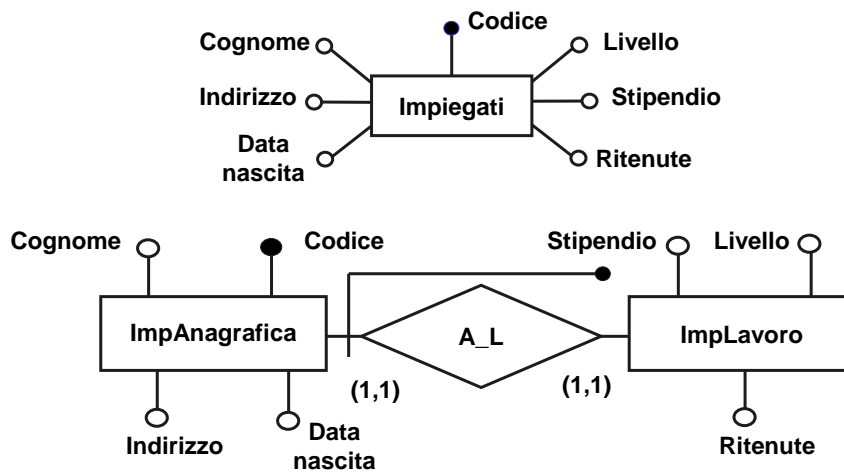 Codice
Cognome
Livello
Indirizzo
Impiegati
Stipendio
Data
nascita
Ritenute
Cognome
Codice
Stipendio
Livello
ImpAnagrafica
A_L
ImpLavoro
(1,1)
(1,1)
Indirizzo
Data
nascita
Ritenute